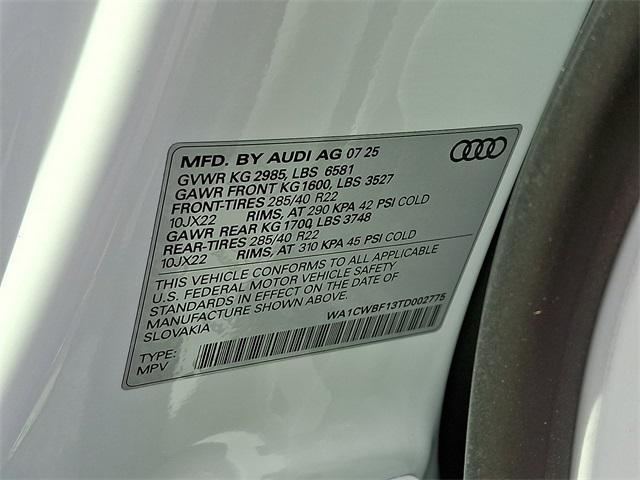 MFD. BY AUDI AG 07 25
GVWR KG 2985, LBS 6581
GAWR FRONT KG 1600, LBS 3527
FRONT-TIRES 285/40 R22
10JX22 RIMS, AT 290 KPA 42 PSI COLD
GAWR REAR KG 1700, LBS 3748
REAR-TIRES 285/40 R22
10JX22 RIMS, AT 310 KPA 45 PSI COLD
THIS VEHICLE CONFORMS TO ALL APPLICABLE
U.S. FEDERAL MOTOR VEHICLE SAFETY
STANDARDS IN EFFECT ON THE DATE OF
MANUFACTURE SHOWN ABOVE.
SLOVAKIA
WA1CWBF13TD002775
TYPE:
MPV